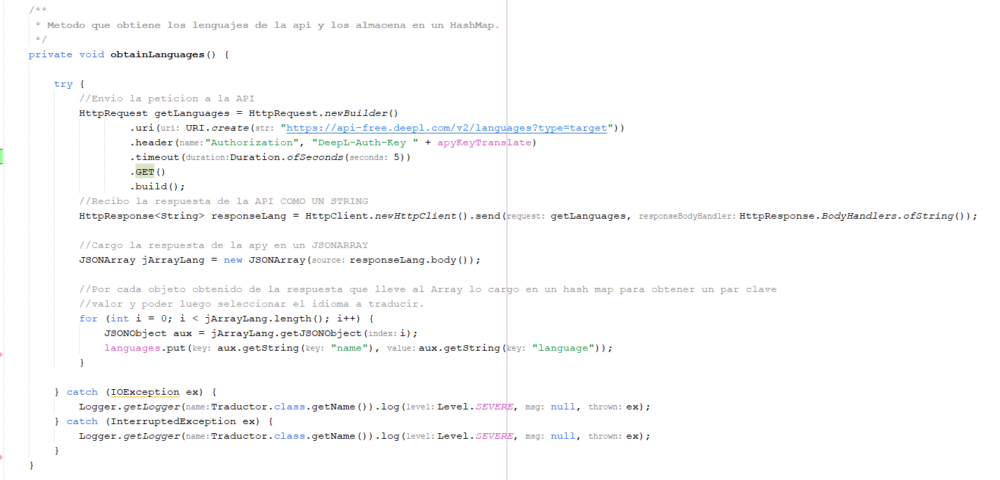 /**
 * Metodo que obtiene los lenguajes de la api y los almacena en un HashMap.
 */
private void obtainLanguages() {
try {
//Envio la peticion a la API
HttpRequest getLanguages = HttpRequest.newBuilder()
.uri(uri: URI.create(str: "https://api-free.deepl.com/v2/languages?type=target"))
.header(name:"Authorization", "DeepL-Auth-Key " + apyKeyTranslate)
.timeout(duration:Duration.ofSeconds(seconds: 5))
.GET()
.build();
//Recibo la respuesta de la API COMO UN STRING
HttpResponse<String> responseLang = HttpClient.newHttpClient().send(request: getLanguages, responseBodyHandler: HttpResponse.BodyHandlers.ofString());
//Cargo la respuesta de la apy en un JSONARRAY
JSONArray jArrayLang = new JSONArray(source: responseLang.body());
//Por cada objeto obtenido de la respuesta que lleve al Array lo cargo en un hash map para obtener un par clave
//valor y poder luego seleccionar el idioma a traducir.
for (int i = 0; i < jArrayLang.length(); i++) {
JSONObject aux = jArrayLang.getJSONObject(index: i);
languages.put(key: aux.getString(key: "name"), value: aux.getString(key: "language"));
}
} catch (IOException ex) {
Logger.getLogger(name:Traductor.class.getName()).log(level: Level.SEVERE, msg: null, thrown: ex);
} catch (InterruptedException ex) {
Logger.getLogger(name:Traductor.class.getName()).log(level: Level.SEVERE, msg: null, thrown: ex);
}
}